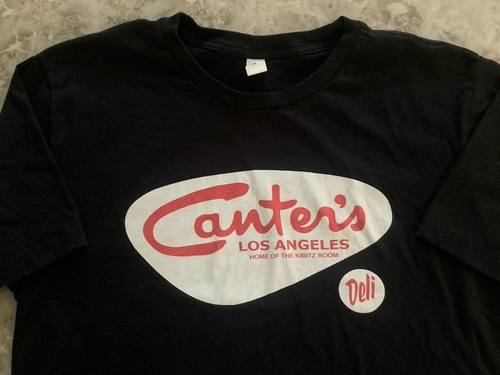 Canter's
LOS ANGELES
HOME OF THE KIBITZ ROOM
Deli